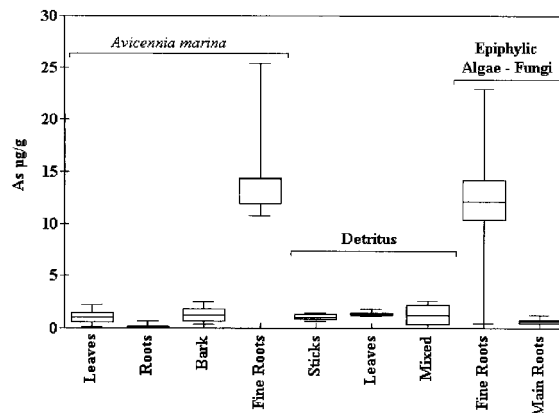 30
Avicennia marina
Epiphylic
Algae - Fungi
25
20
As µg/g
15
10
Detritus
5
0
Leaves
Roots
Bark
Fine Roots
Sticks
Leaves
Mixed
Fine Roots
Main Roots